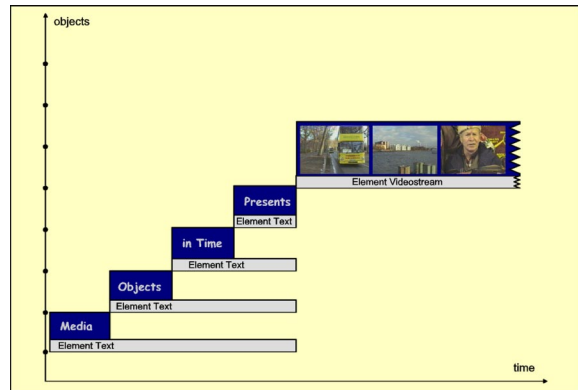 objects
Element Videostream
Presents
Element Text
in Time
Element Text
Objects
Element Text
Media
Element Text
time